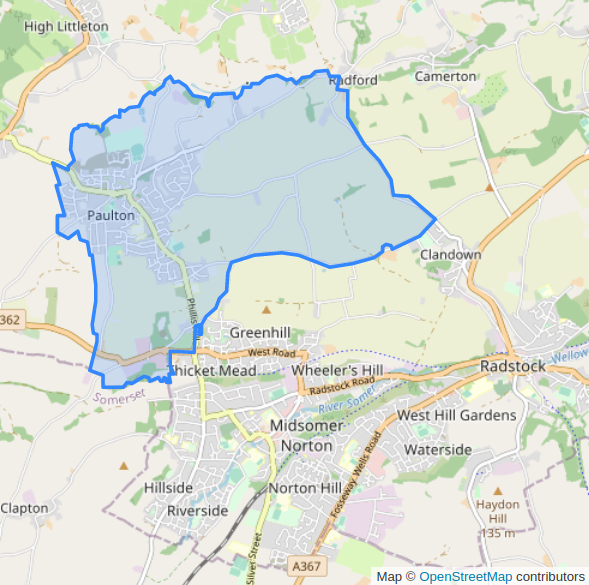 High Littleton
Radford
Camerton
Paulton
Clandown
362
Greenhill
West Road
Thicket Mead
Wheeler's Hill
Radstock
Wellow
Radstock Road
Somerset
River Somer
West Hill Gardens
Midsomer
Norton
Waterside
Fosseway
Wells Road
Hillside
Norton Hill
Riverside
Clapton
Haydon
Hill
135 m
Silver Street
A367
Map © OpenStreetMap contributors